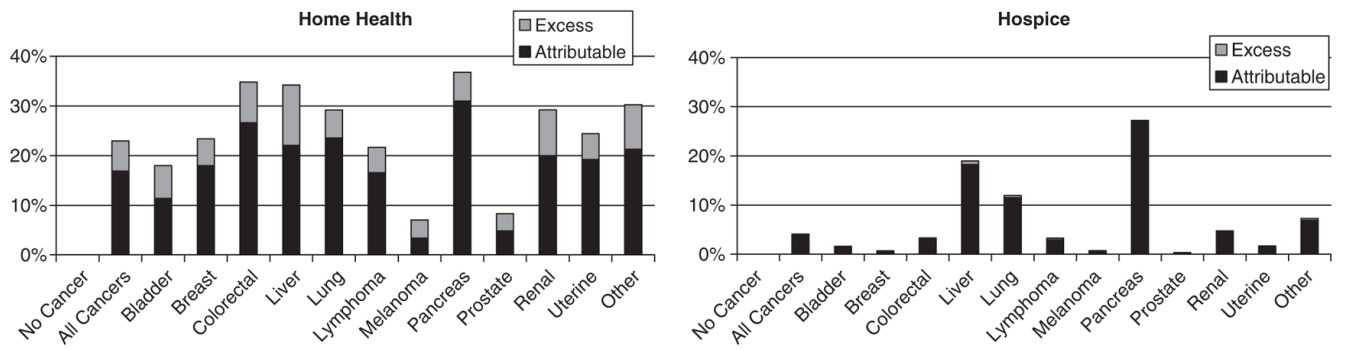 Home Health
Excess
Attributable
40%
30%
20%
10%
0%
No Cancer
All Cancers
Bladder
Breast
Colorectal
Liver
Lung
Lymphoma
Melanoma
Pancreas
Prostate
Renal
Uterine
Other
Hospice
Excess
Attributable
40%
30%
20%
10%
0%
No Cancer
All Cancers
Bladder
Breast
Colorectal
Liver
Lung
Lymphoma
Melanoma
Pancreas
Prostate
Renal
Uterine
Other